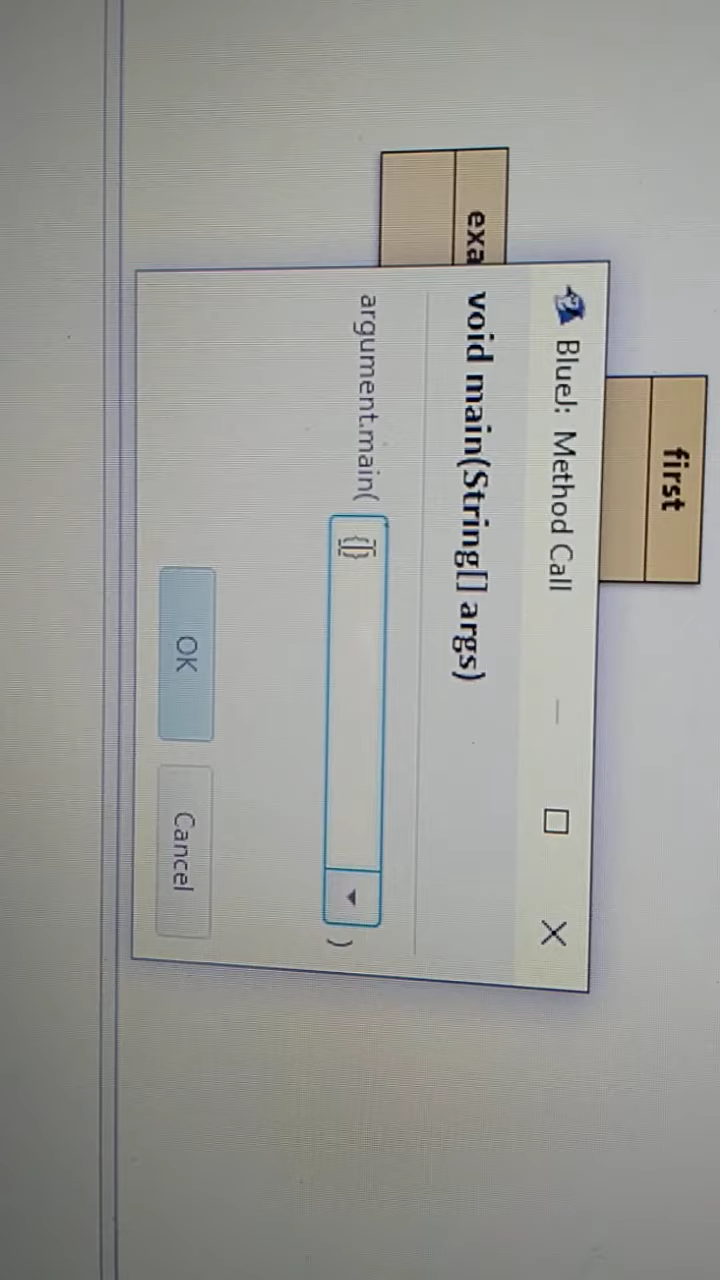 first
exa
BlueJ: Method Call
void main(String[] args)
argument.main( {} )
OK
Cancel